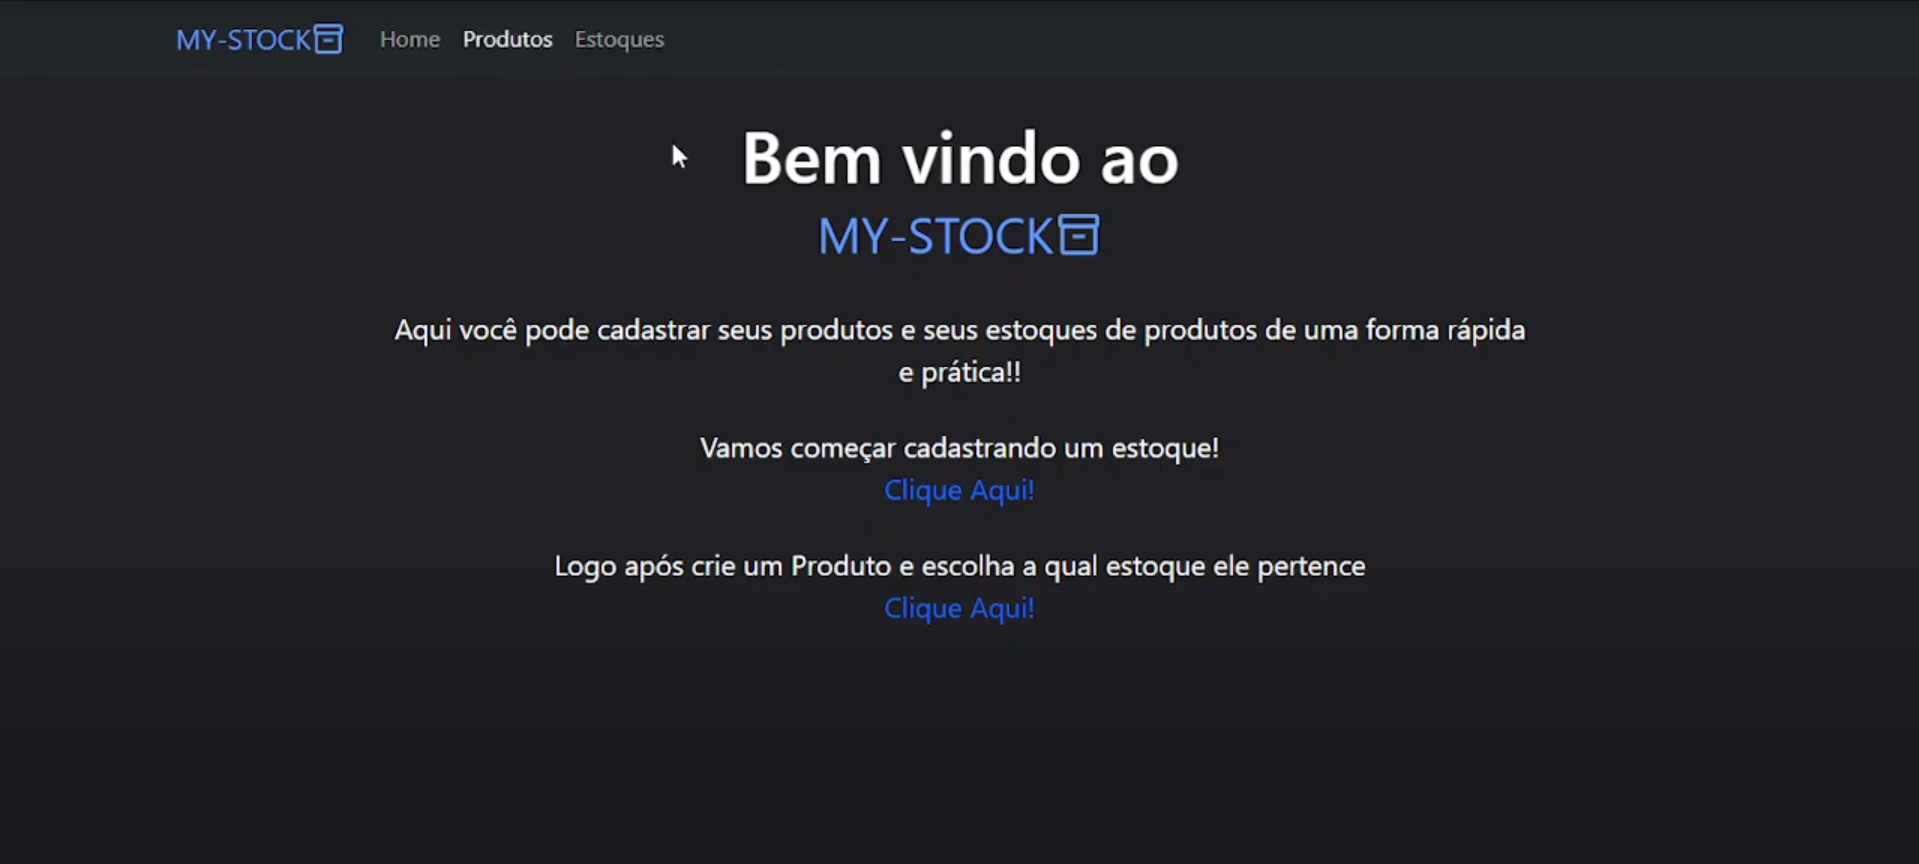 MY-STOCK
Home Produtos Estoques
Bem vindo ao
MY-STOCK
Aqui você pode cadastrar seus produtos e seus estoques de produtos de uma forma rápida
e prática!!
Vamos começar cadastrando um estoque!
Clique Aqui!
Logo após crie um Produto e escolha a qual estoque ele pertence
Clique Aqui!